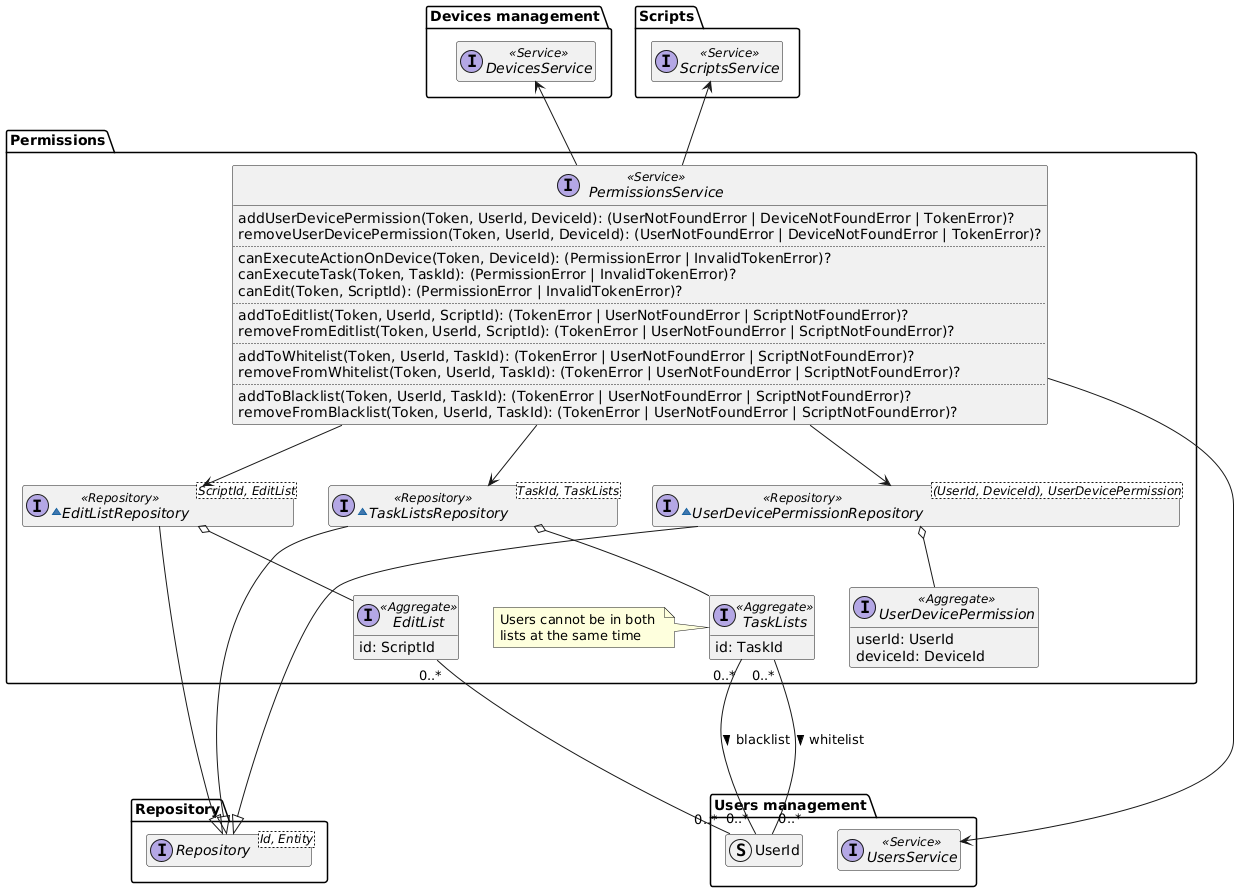 Devices management
Scripts
I
«Service»
DevicesService
I
«Service»
ScriptsService
Permissions
I
«Service»
PermissionsService
addUserDevicePermission(Token, UserId, DeviceId): (UserNotFoundError | DeviceNotFoundError | TokenError)?
removeUserDevicePermission(Token, UserId, DeviceId): (UserNotFoundError | DeviceNotFoundError | TokenError)?
canExecuteActionOnDevice(Token, DeviceId): (PermissionError | InvalidTokenError)?
canExecuteTask(Token, TaskId): (PermissionError | InvalidTokenError)?
canEdit(Token, ScriptId): (PermissionError | InvalidTokenError)?
addToEditlist(Token, UserId, ScriptId): (TokenError | UserNotFoundError | ScriptNotFoundError)?
removeFromEditlist(Token, UserId, ScriptId): (TokenError | UserNotFoundError | ScriptNotFoundError)?
addToWhitelist(Token, UserId, TaskId): (TokenError | UserNotFoundError | ScriptNotFoundError)?
removeFromWhitelist(Token, UserId, TaskId): (TokenError | UserNotFoundError | ScriptNotFoundError)?
addToBlacklist(Token, UserId, TaskId): (TokenError | UserNotFoundError | ScriptNotFoundError)?
removeFromBlacklist(Token, UserId, TaskId): (TokenError | UserNotFoundError | ScriptNotFoundError)?
I
«Repository»
EditListRepository
ScriptId, EditList
I
«Repository»
TaskListsRepository
TaskId, TaskLists
I
«Repository»
UserDevicePermissionRepository
(UserId, DeviceId), UserDevicePermission
I
«Aggregate»
EditList
id: ScriptId
Users cannot be in both
lists at the same time
I
«Aggregate»
TaskLists
id: TaskId
I
«Aggregate»
UserDevicePermission
userId: UserId
deviceId: DeviceId
0..*
0..*
0..*
blacklist
whitelist
Repository
I
Repository
Id, Entity
Users management
0..*
0..*
0..*
S
UserId
I
«Service»
UsersService